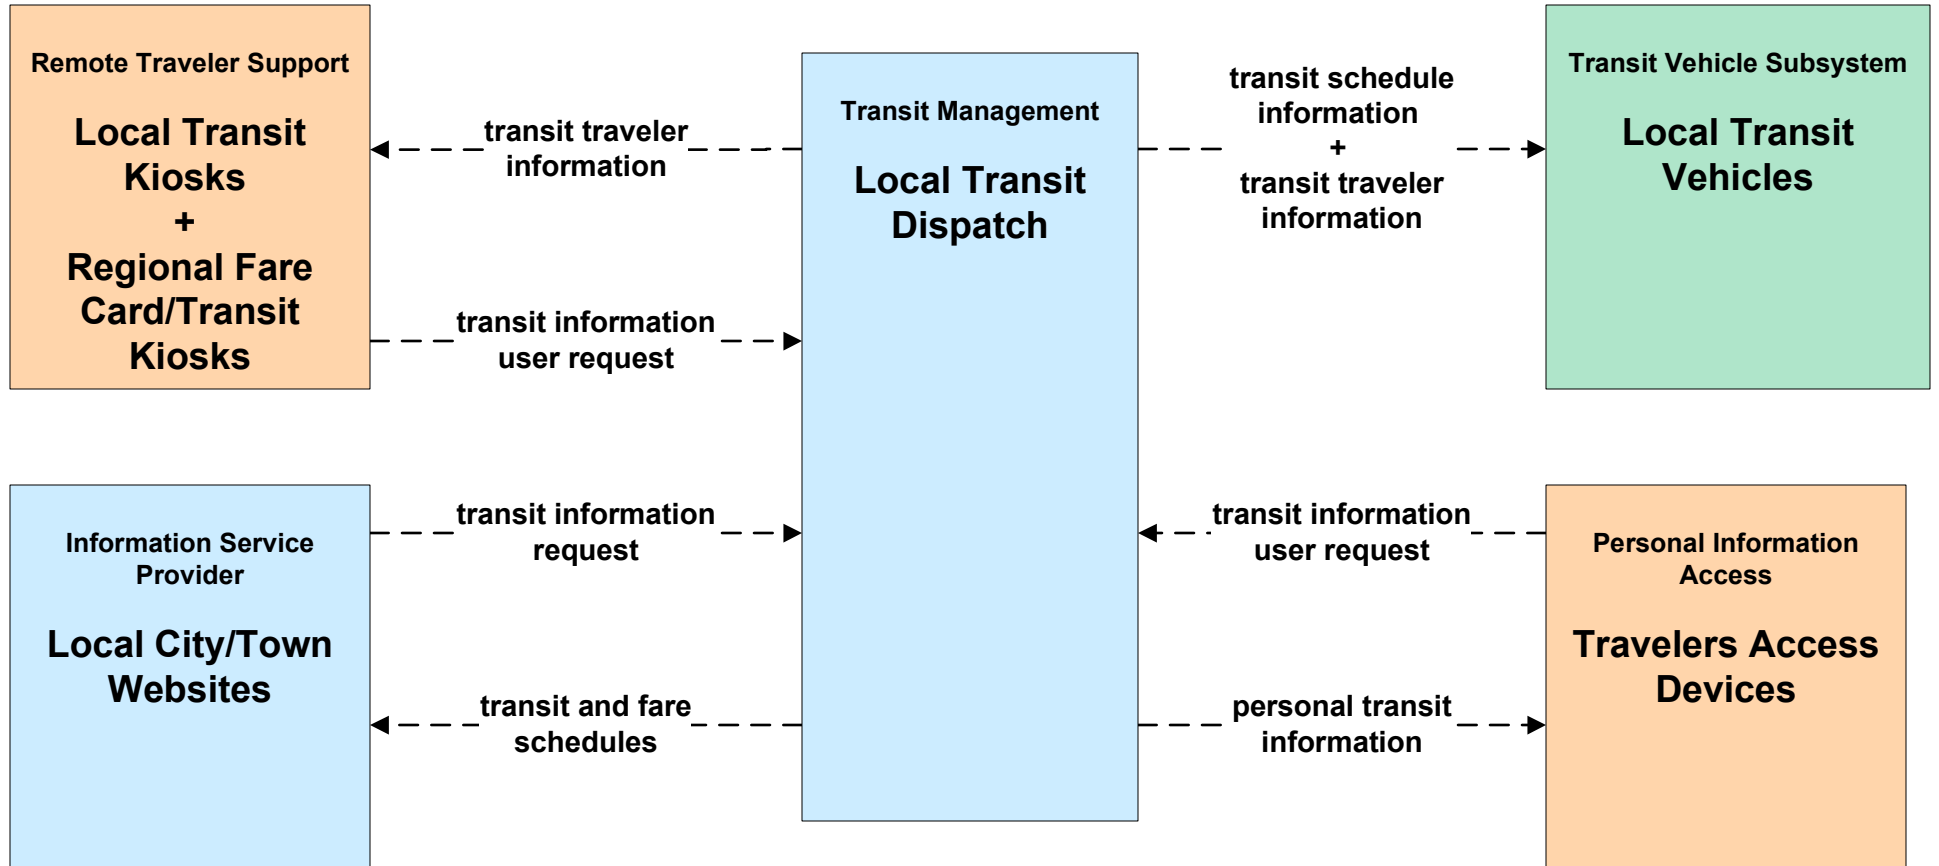 Remote Traveler Support
Local Transit
Kiosks
+
Regional Fare
Card/Transit
Kiosks
transit traveler
information
transit information
user request
Transit Management
Local Transit
Dispatch
transit schedule
information
+
transit traveler
information
Transit Vehicle Subsystem
Local Transit
Vehicles
Information Service
Provider
Local City/Town
Websites
transit information
request
transit and fare
schedules
transit information
user request
personal transit
information
Personal Information
Access
Travelers Access
Devices